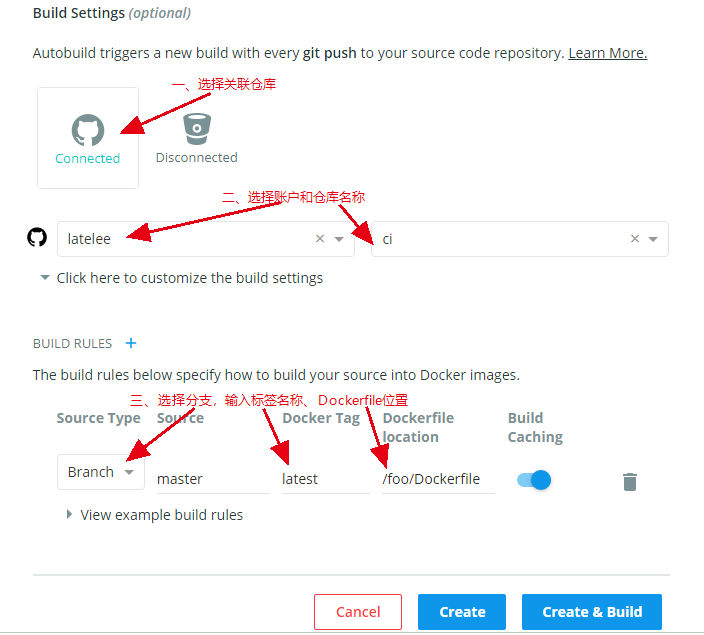 Build Settings (optional)
Autobuild triggers a new build with every git push to your source code repository. Learn More.
一、选择关联仓库
Connected
Disconnected
二、选择账户和仓库名称
latelee
ci
Click here to customize the build settings
BUILD RULES +
The build rules below specify how to build your source into Docker images.
三、选择分支，输入标签名称、Dockerfile位置
Source Type
Source
Docker Tag
Dockerfile
location
Build
Caching
Branch
master
latest
/foo/Dockerfile
View example build rules
Cancel
Create
Create & Build